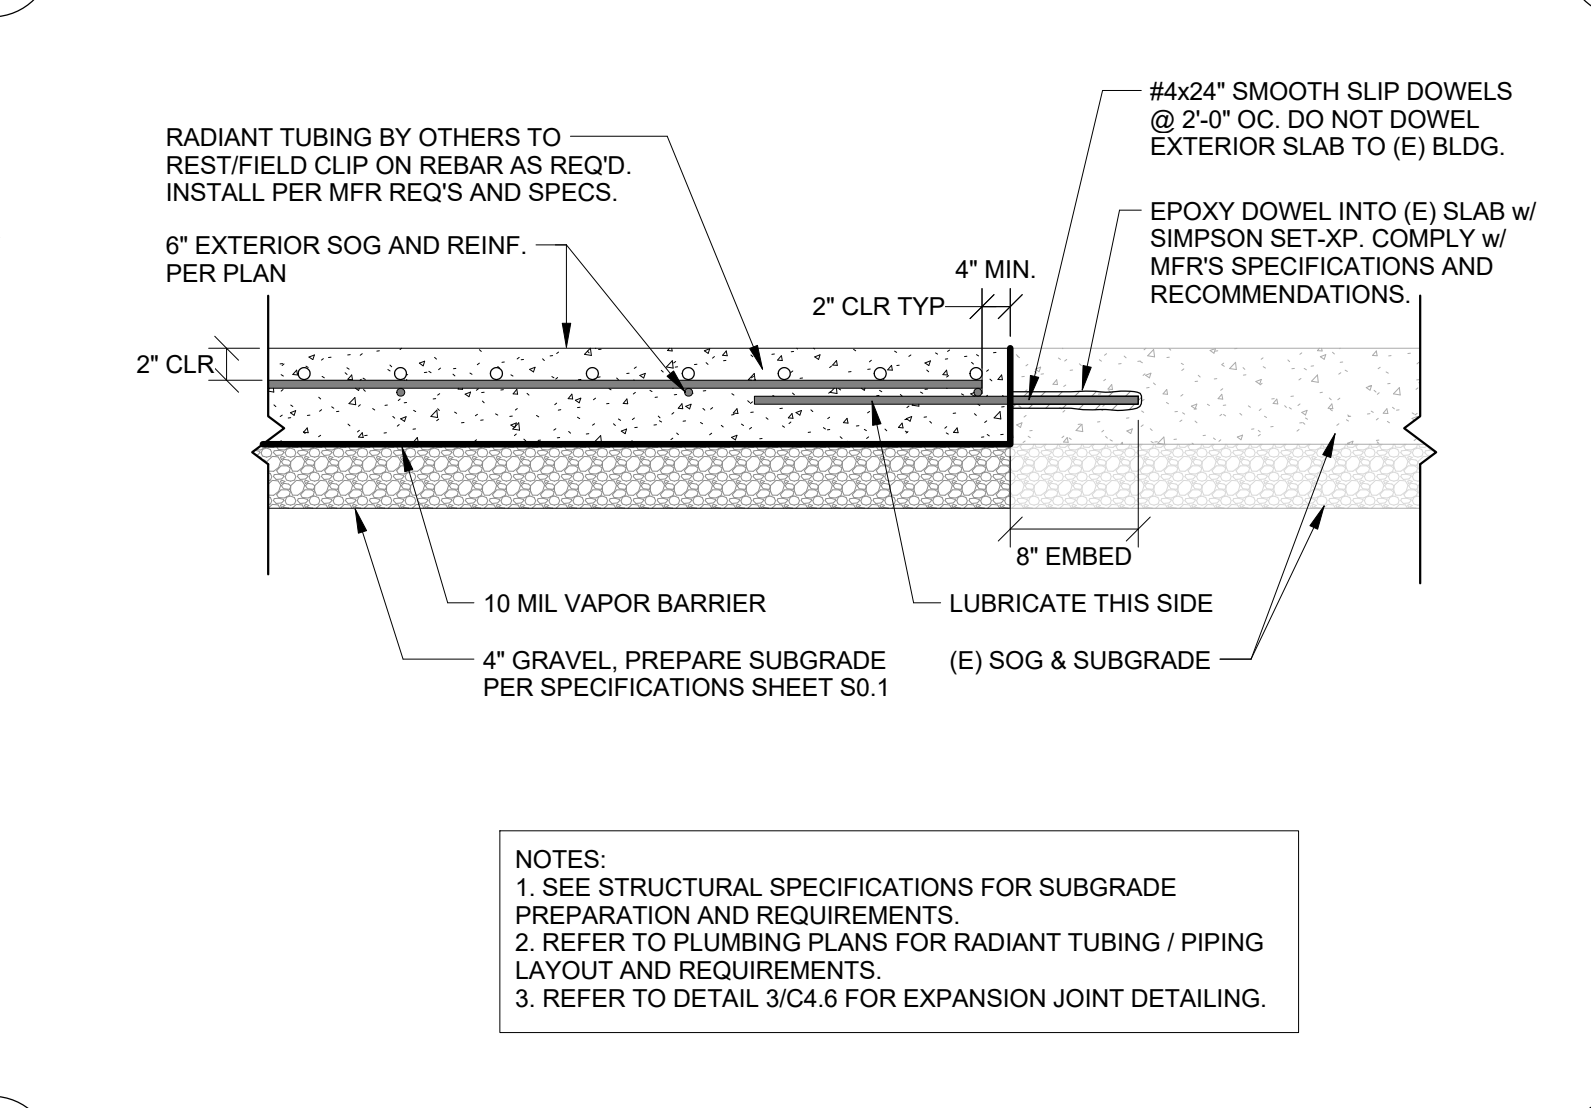 #4x24" SMOOTH SLIP DOWELS
@ 2'-0" OC. DO NOT DOWEL
EXTERIOR SLAB TO (E) BLDG.
RADIANT TUBING BY OTHERS TO
REST/FIELD CLIP ON REBAR AS REQ'D.
INSTALL PER MFR REQ'S AND SPECS.
EPOXY DOWEL INTO (E) SLAB w/
SIMPSON SET-XP. COMPLY w/
MFR'S SPECIFICATIONS AND
RECOMMENDATIONS.
6" EXTERIOR SOG AND REINF.
PER PLAN
4" MIN.
2" CLR TYP
2" CLR
8" EMBED
10 MIL VAPOR BARRIER
LUBRICATE THIS SIDE
4" GRAVEL, PREPARE SUBGRADE
PER SPECIFICATIONS SHEET S0.1
(E) SOG & SUBGRADE
NOTES:
1. SEE STRUCTURAL SPECIFICATIONS FOR SUBGRADE
PREPARATION AND REQUIREMENTS.
2. REFER TO PLUMBING PLANS FOR RADIANT TUBING / PIPING
LAYOUT AND REQUIREMENTS.
3. REFER TO DETAIL 3/C4.6 FOR EXPANSION JOINT DETAILING.